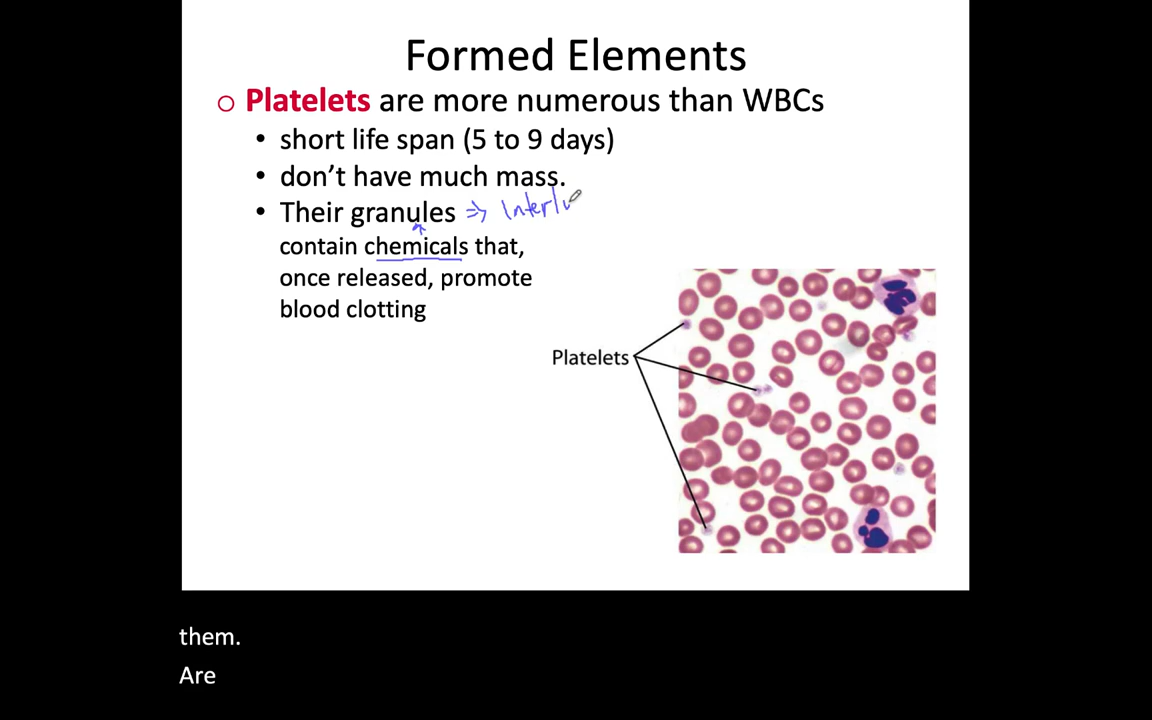 Formed Elements
Platelets are more numerous than WBCs
• short life span (5 to 9 days)
• don’t have much mass.
• Their granules ⇒
contain chemicals that,
once released, promote
blood clotting
Platelets
them.
Are